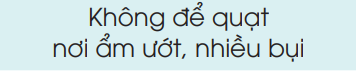 Không để quạt
nơi ẩm ướt, nhiều bụi